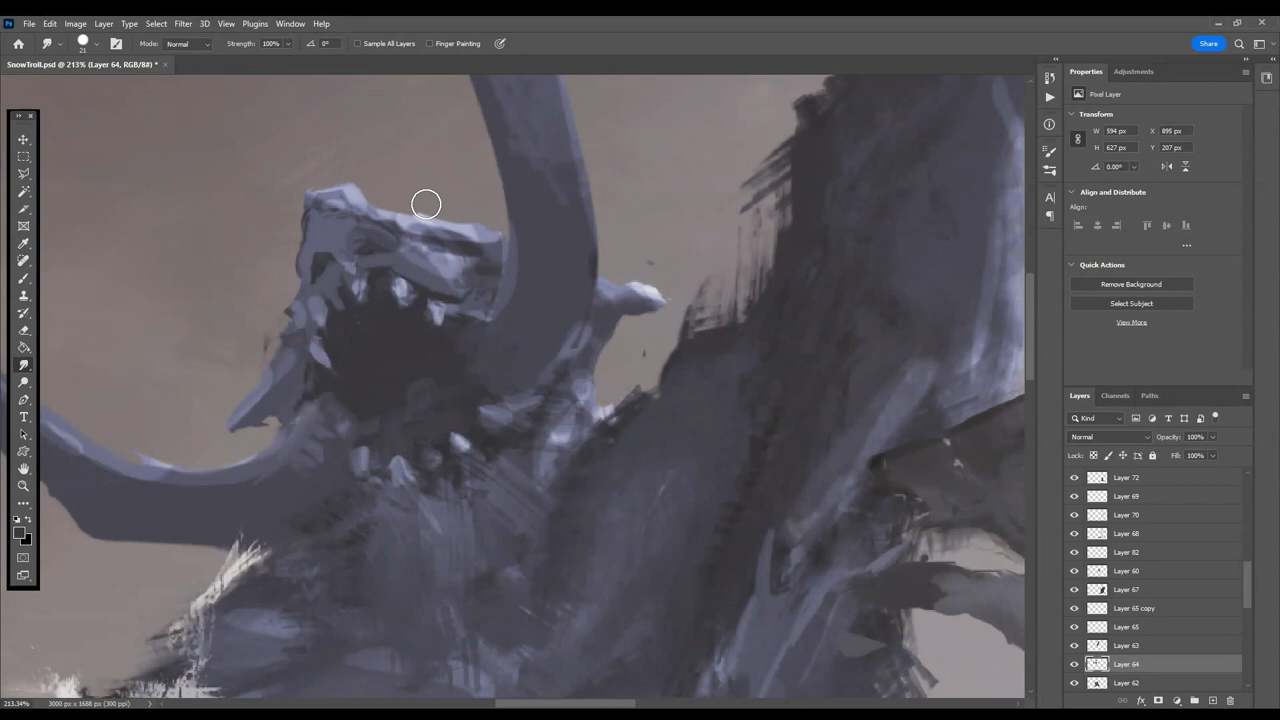 Ps File Edit Image Layer Type Select Filter 3D View Plugins Window Help
21 Mode: Normal Strength: 100% 0° Sample All Layers Finger Painting Share
SnowTroll.psd @ 213% (Layer 64, RGB/8#) * ×
Properties Adjustments
Pixel Layer
Transform
W 594 px X 895 px
H 627 px Y 207 px
0.00°
Align and Distribute
Align:
Quick Actions
Remove Background
Select Subject
View More
Layers Channels Paths
Kind
Normal Opacity: 100%
Lock: Fill: 100%
Layer 72
Layer 69
Layer 70
Layer 68
Layer 82
Layer 60
Layer 67
Layer 65 copy
Layer 65
Layer 63
Layer 64
Layer 62
213.34% 3000 px x 1688 px (300 ppi)